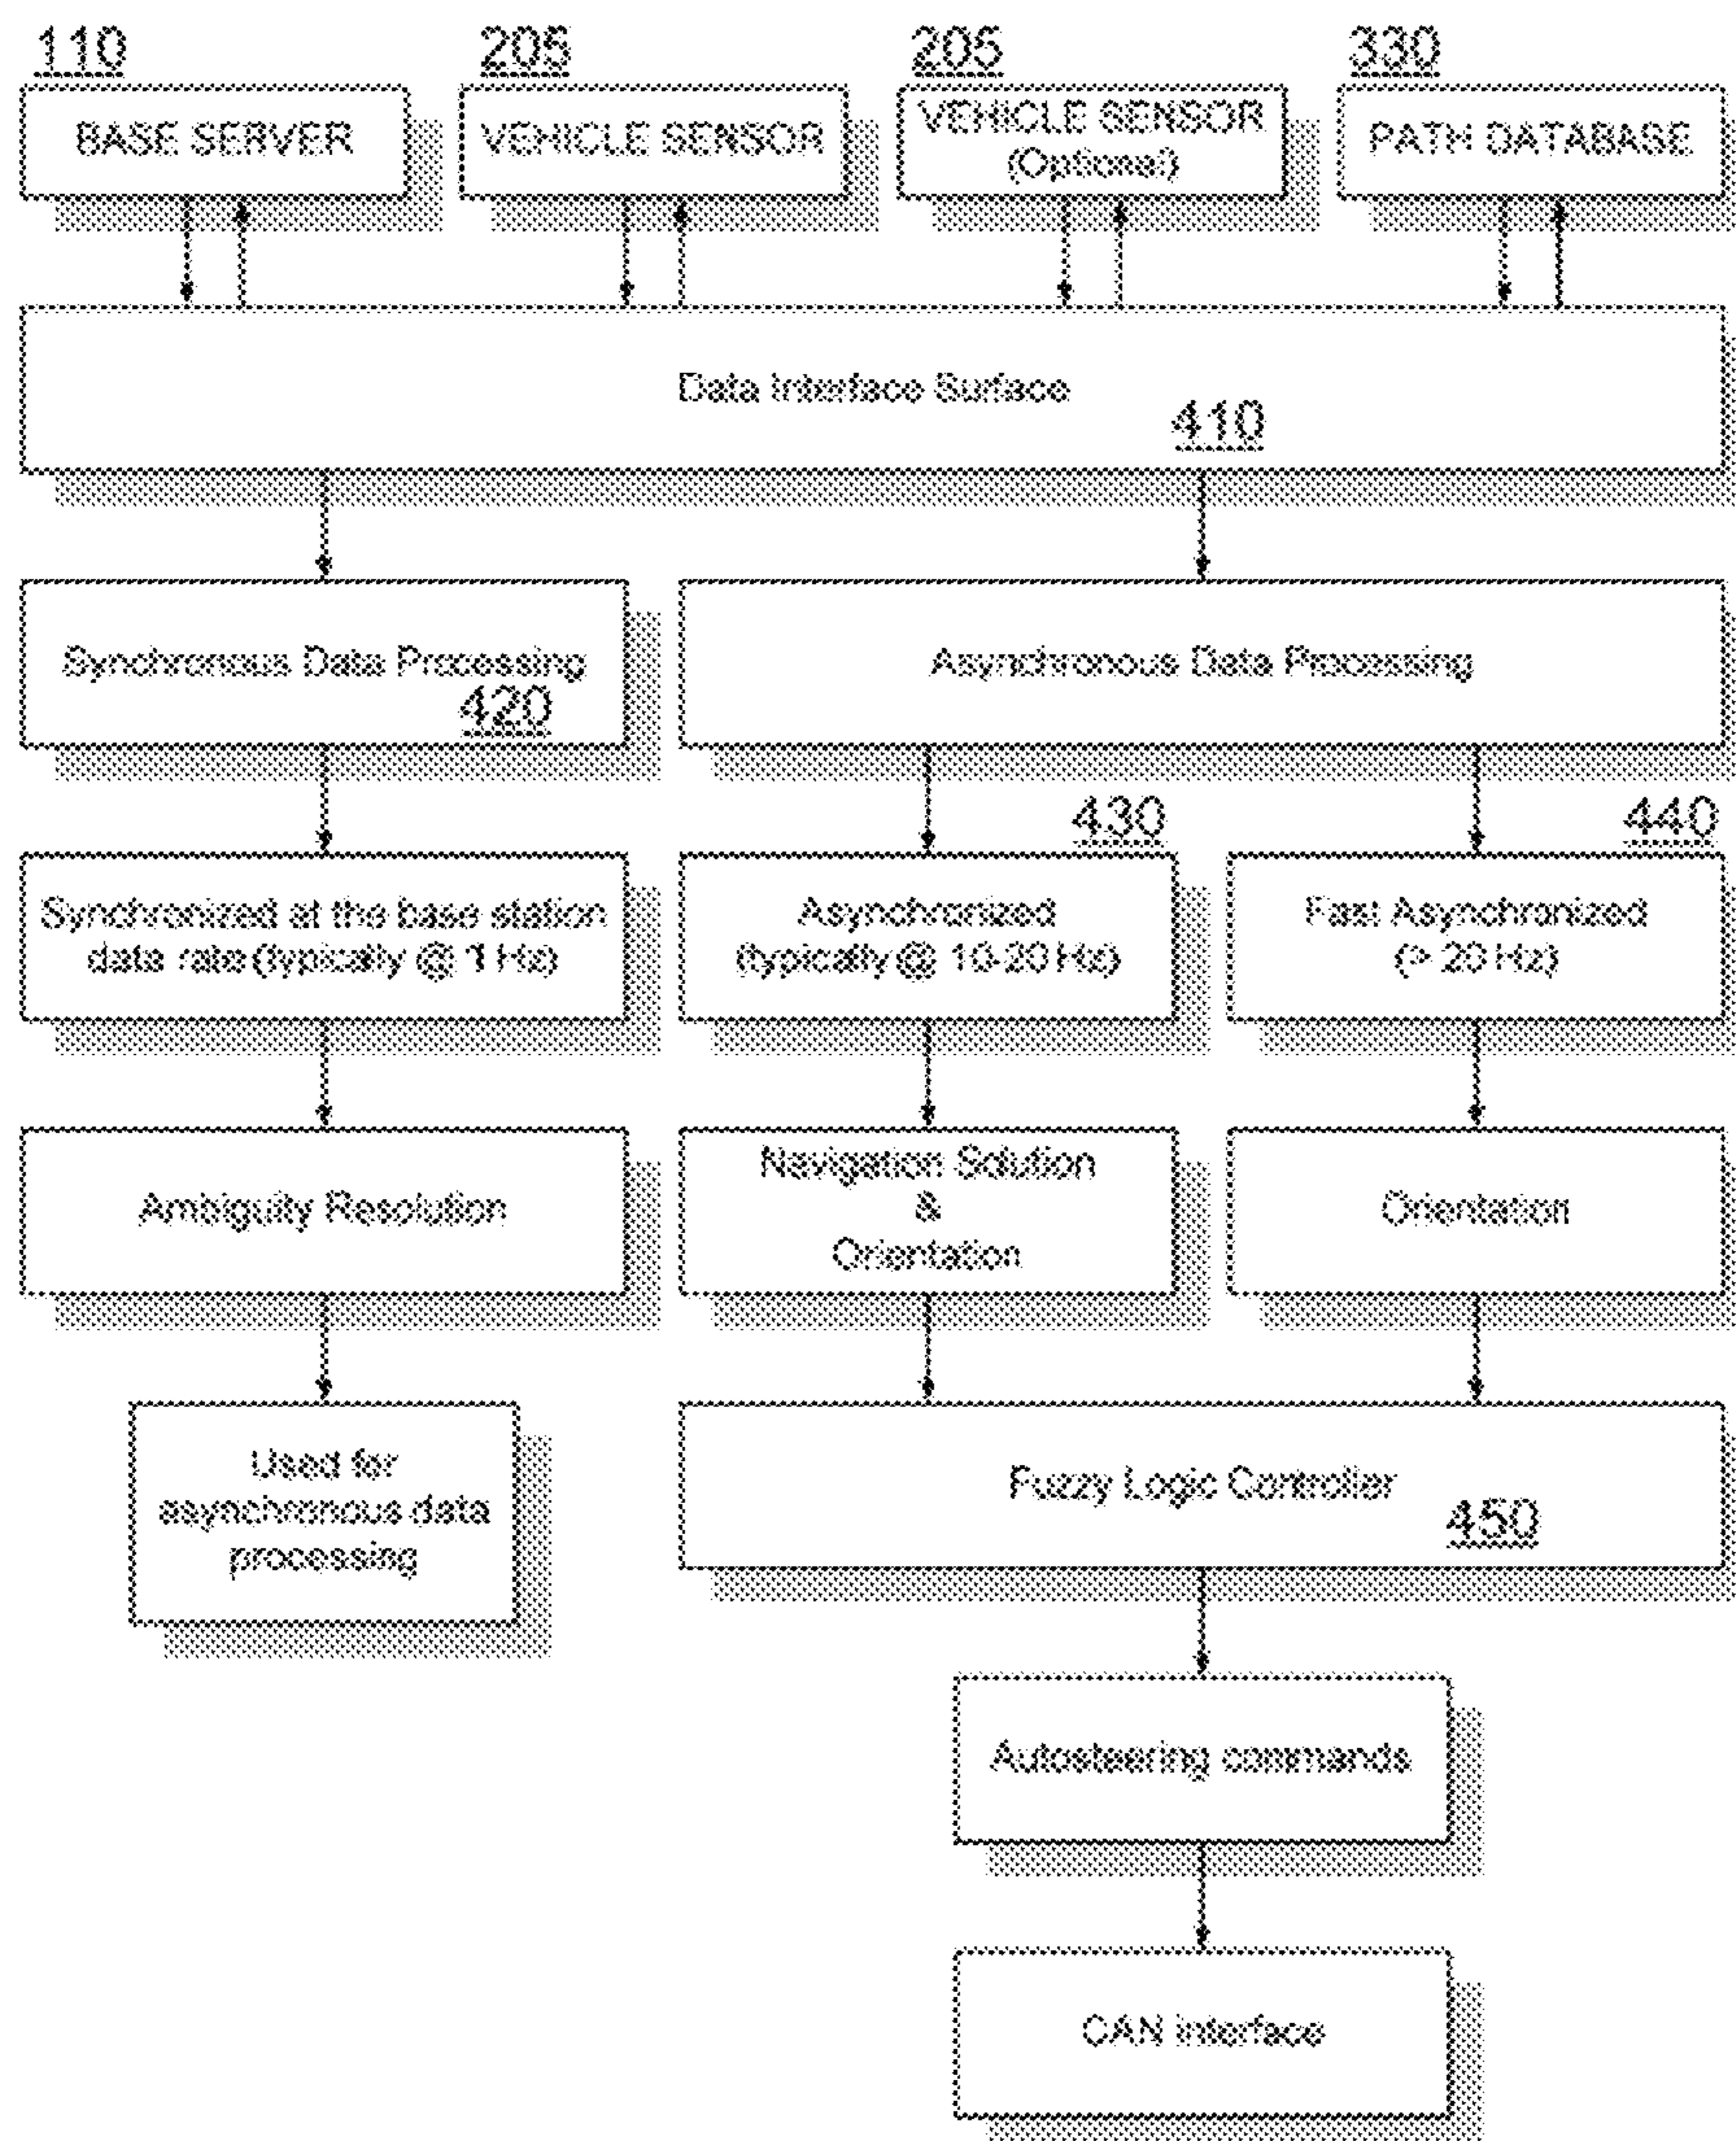 110
205
205
330
BASE SERVER
VEHICLE SENSOR
VEHICLE SENSOR
(Optional)
PATH DATABASE
Data Interface Surface
410
Synchronous Data Processing
420
Asynchronous Data Processing
430
440
Synchronized at the base station
data rate (typically @ 1 Hz)
Asynchronized
(typically @ 10-20 Hz)
Fast Asynchronized
(> 20 Hz)
Ambiguity Resolution
Navigation Solution
&
Orientation
Orientation
Used for
asynchronous data
processing
Fuzzy Logic Controller
450
Autosteering commands
CAN interface